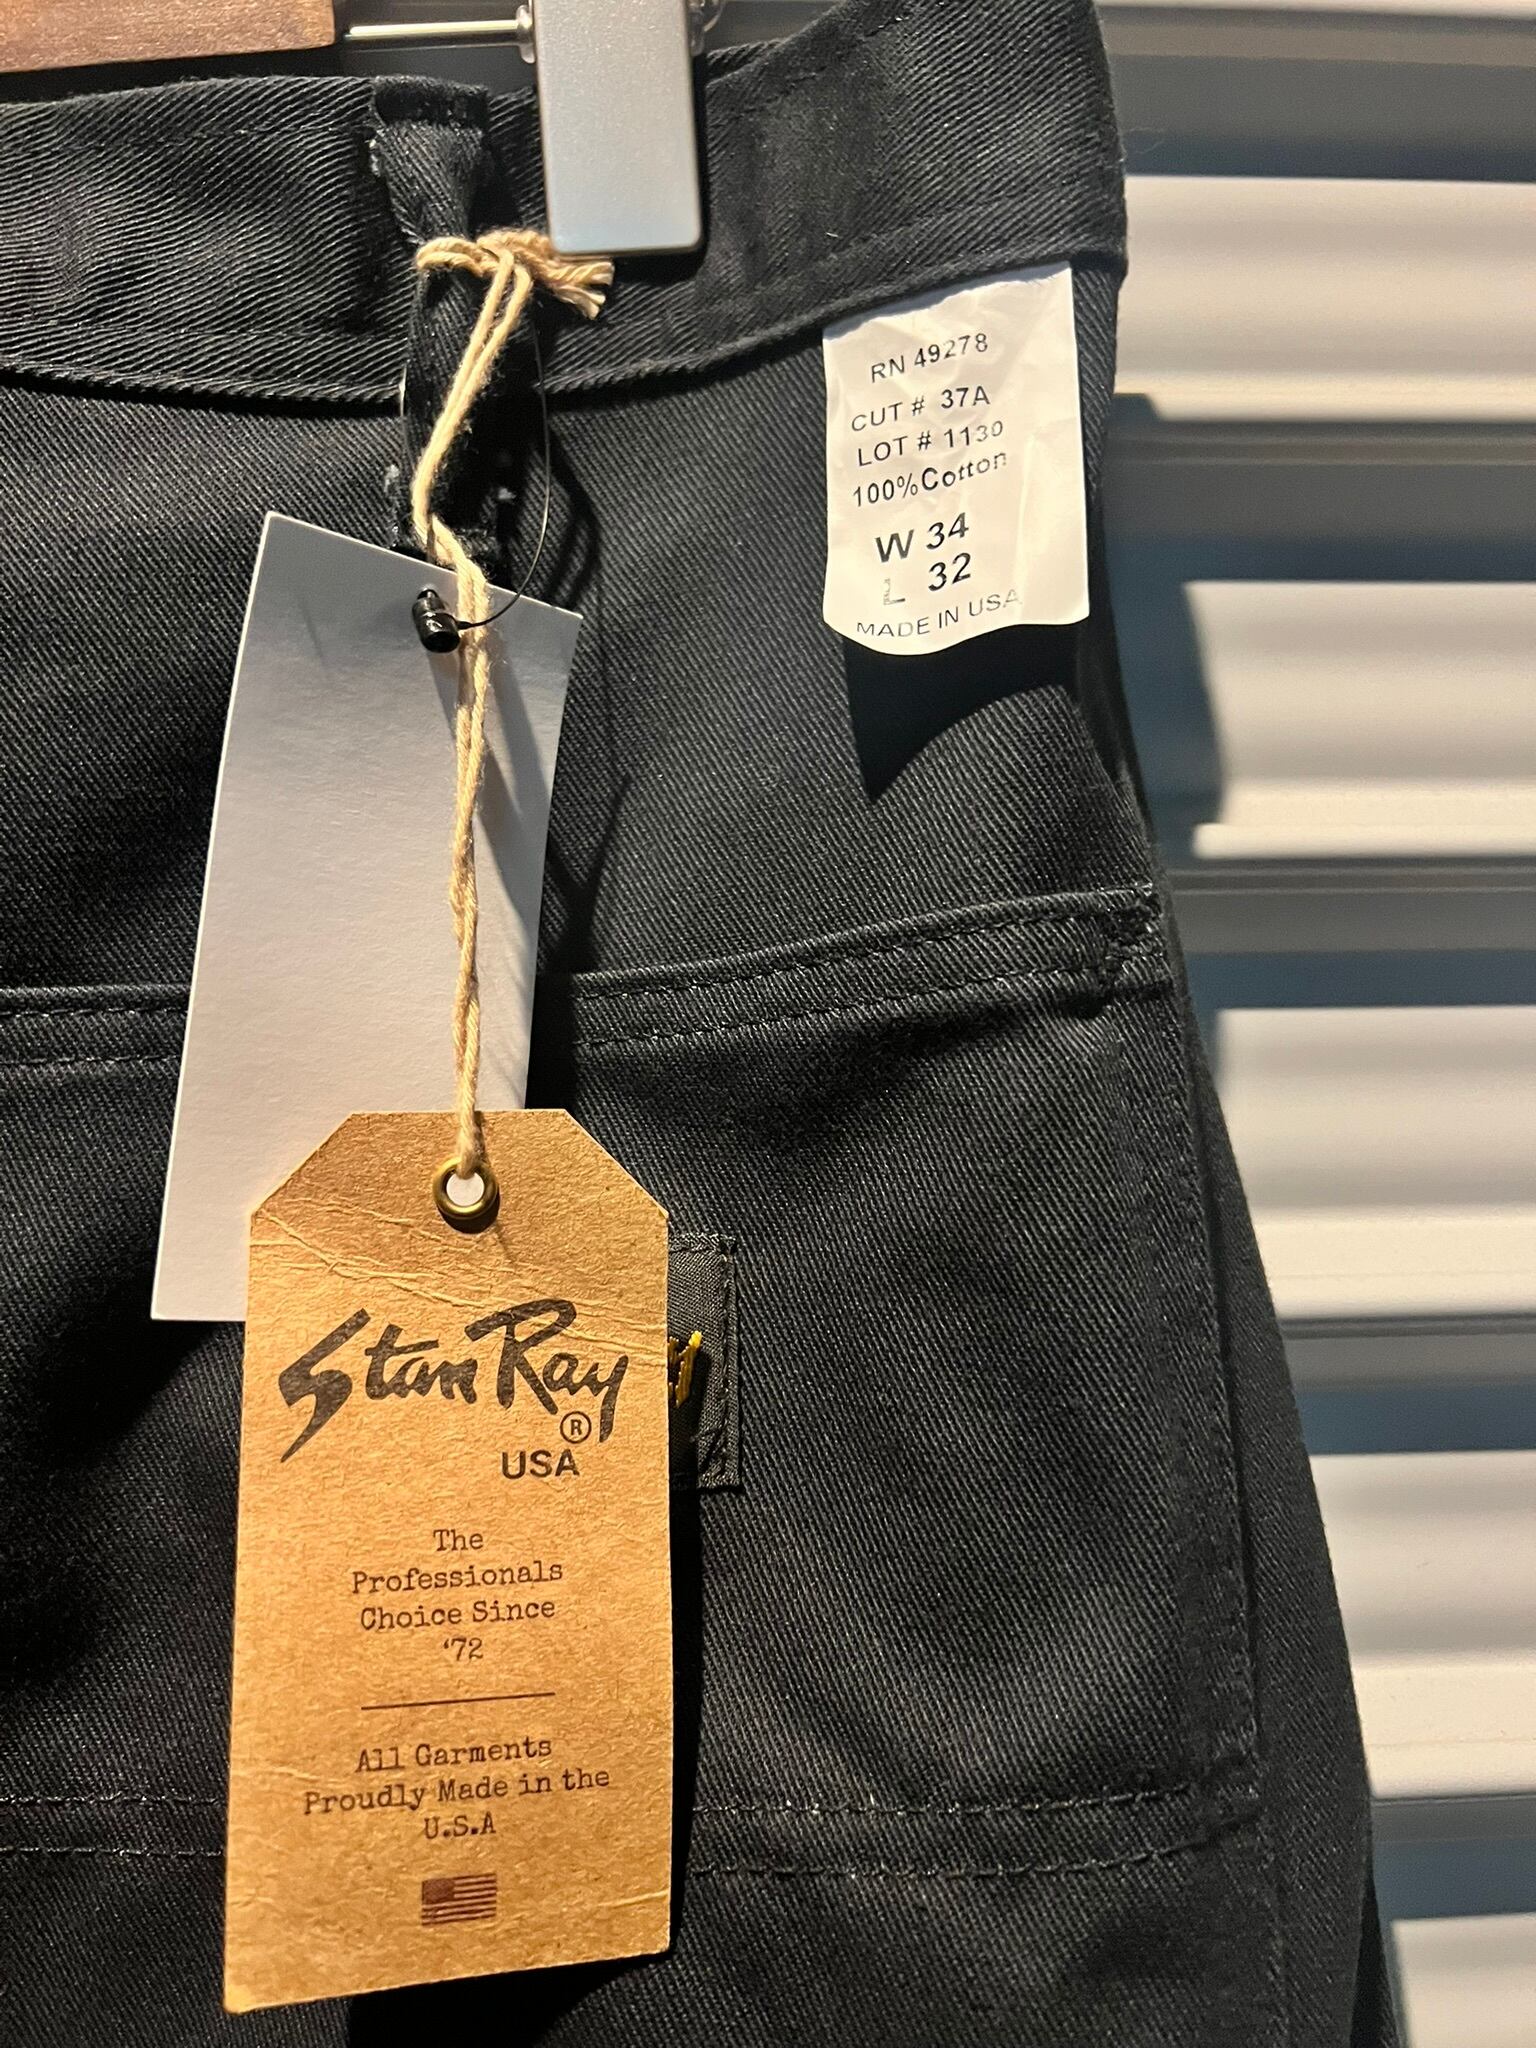 RN 49278
CUT # 37A
LOT # 1130
100%Cotton
W 34
L 32
MADE IN USA
Stan Ray
®
USA
The
Professionals
Choice Since
‘72
All Garments
Proudly Made in the
U.S.A